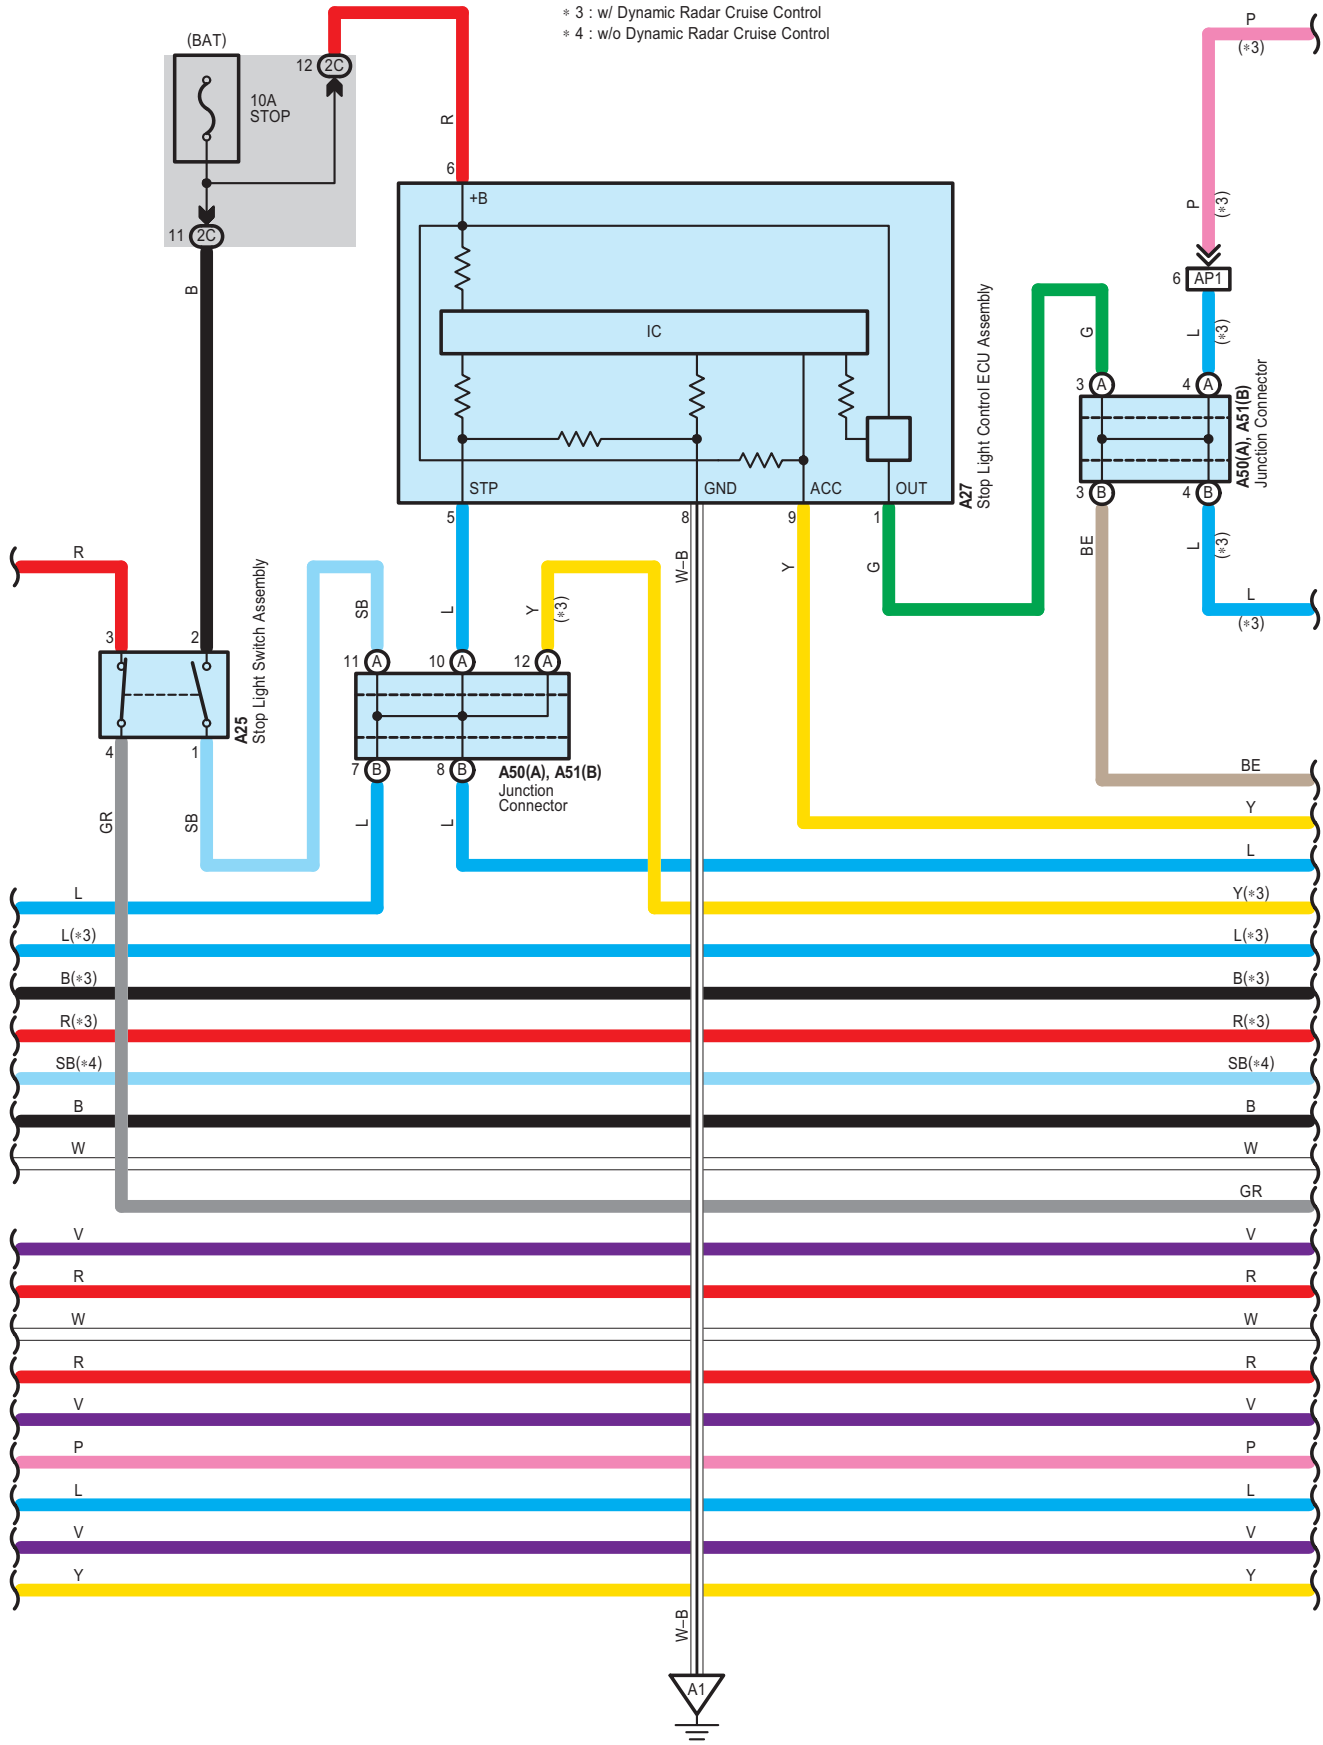 ∗ 3 : w/ Dynamic Radar Cruise Control
∗ 4 : w/o Dynamic Radar Cruise Control
(BAT)
10A
STOP
12 2C
11 2C
B
R
6
+B
IC
STP
GND
ACC
OUT
A27
Stop Light Control ECU Assembly
5
8
9
1
L
W–B
Y
G
P
(∗3)
P
(∗3)
6 AP1
L
(∗3)
G
3 A
4 A
A50(A), A51(B)
Junction Connector
3 B
4 B
BE
L
(∗3)
L
(∗3)
R
3
2
A25
Stop Light Switch Assembly
4
1
GR
SB
SB
Y
(∗3)
11 A
10 A
12 A
7 B
8 B
A50(A), A51(B)
Junction
Connector
L
L
BE
Y
L
L
Y(∗3)
L(∗3)
L(∗3)
B(∗3)
B(∗3)
R(∗3)
R(∗3)
SB(∗4)
SB(∗4)
B
B
W
W
GR
V
V
R
R
W
W
R
R
V
V
P
P
L
L
V
V
Y
Y
W–B
A1